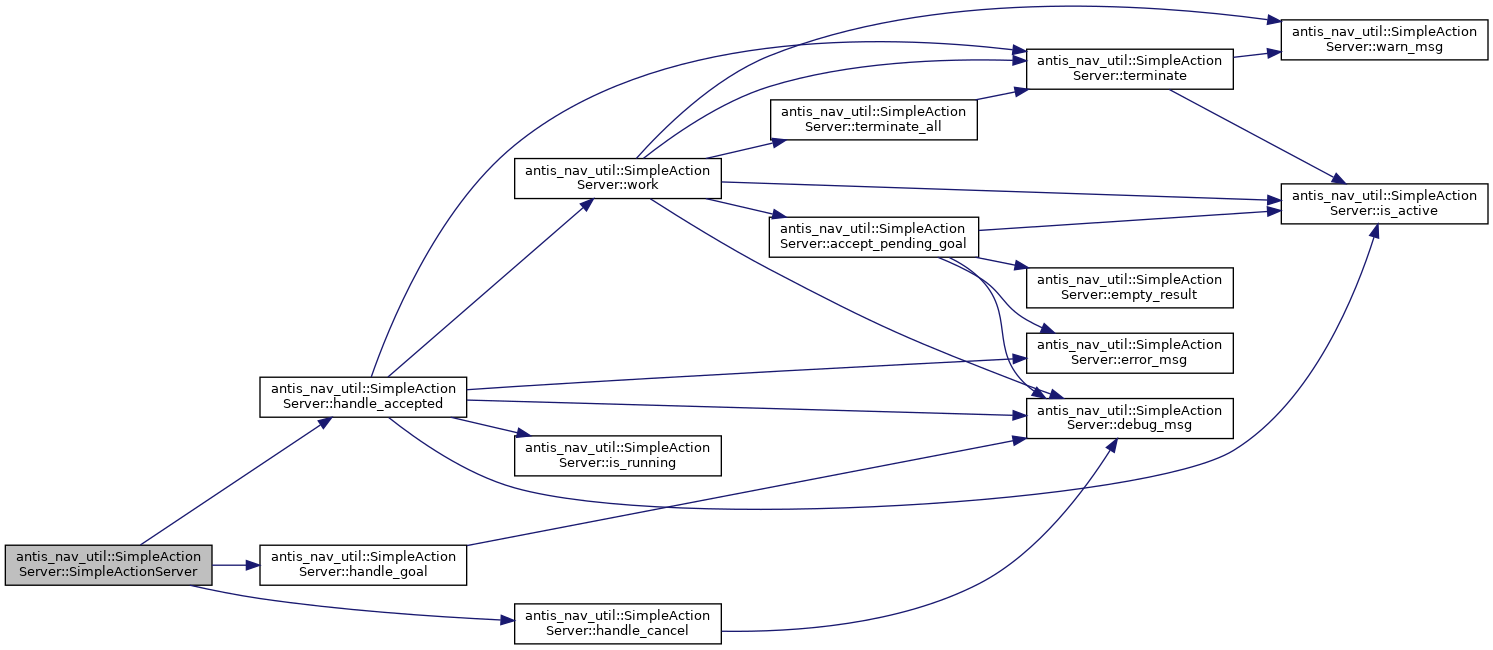 antis_nav_util::SimpleAction
Server::warn_msg
antis_nav_util::SimpleAction
Server::terminate
antis_nav_util::SimpleAction
Server::terminate_all
antis_nav_util::SimpleAction
Server::work
antis_nav_util::SimpleAction
Server::is_active
antis_nav_util::SimpleAction
Server::accept_pending_goal
antis_nav_util::SimpleAction
Server::empty_result
antis_nav_util::SimpleAction
Server::error_msg
antis_nav_util::SimpleAction
Server::handle_accepted
antis_nav_util::SimpleAction
Server::debug_msg
antis_nav_util::SimpleAction
Server::is_running
antis_nav_util::SimpleAction
Server::SimpleActionServer
antis_nav_util::SimpleAction
Server::handle_goal
antis_nav_util::SimpleAction
Server::handle_cancel